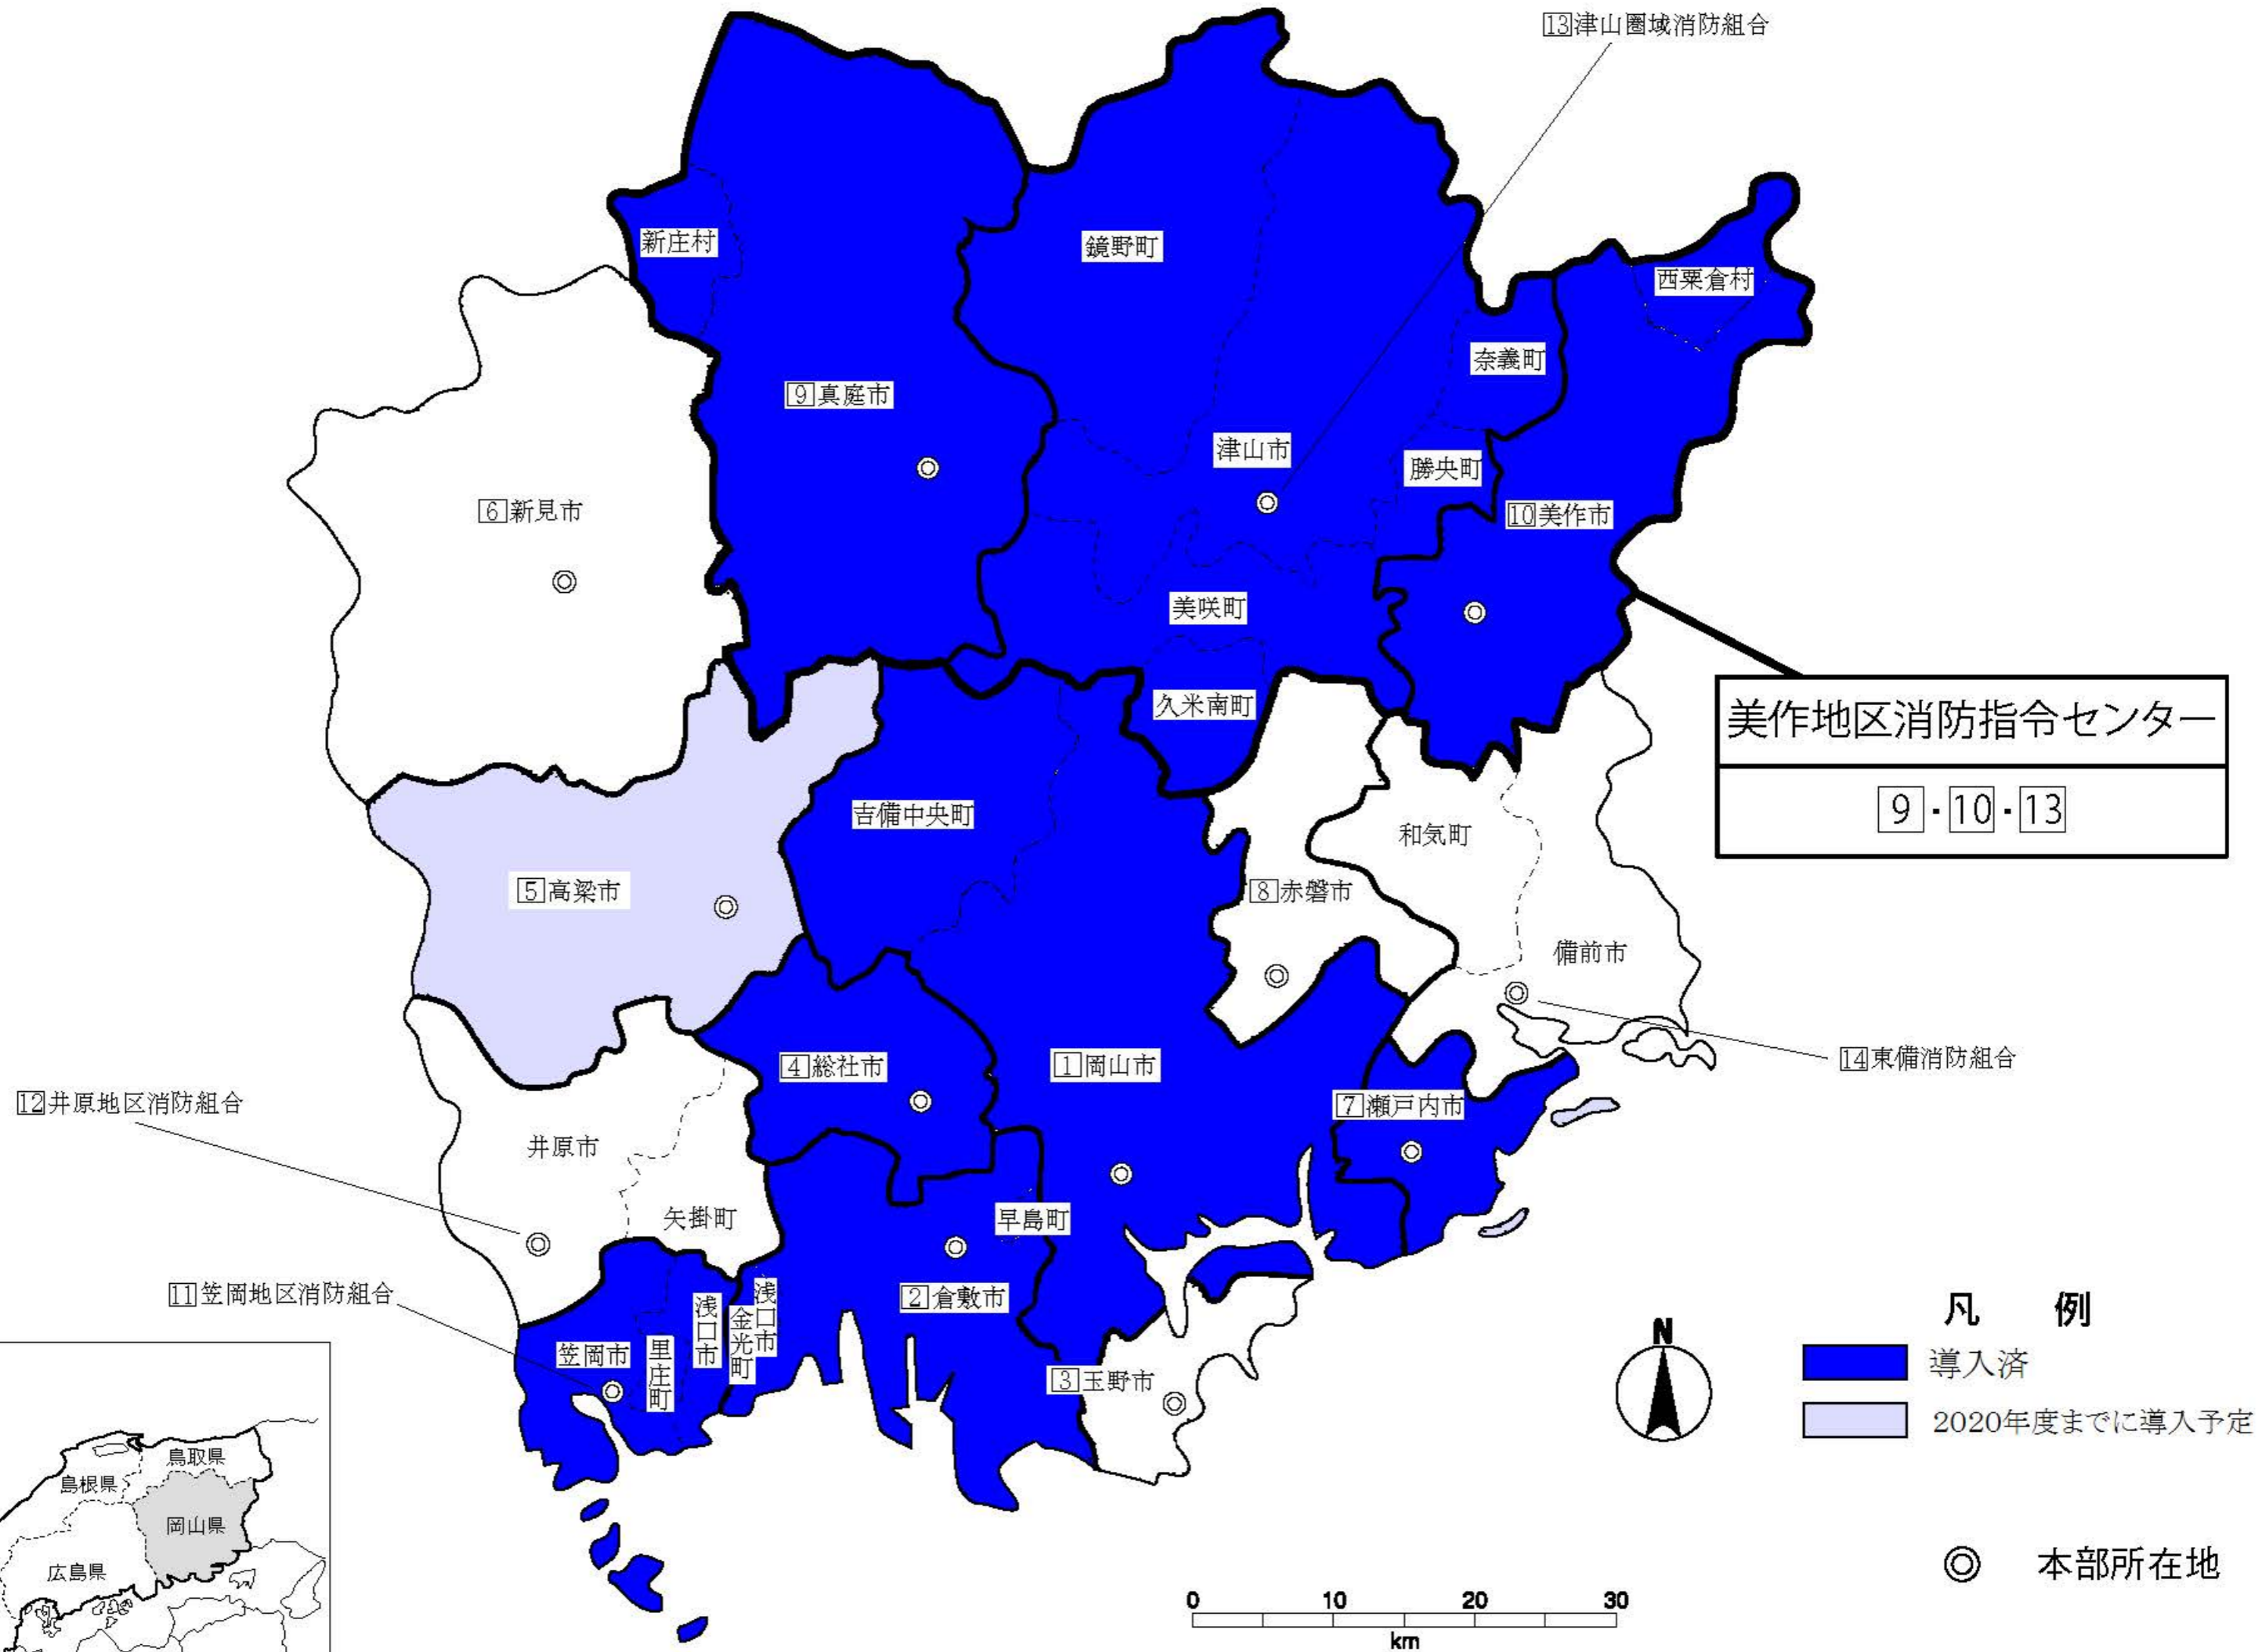 13津山圏域消防組合
新庄村
鏡野町
西粟倉村
奈義町
9真庭市
津山市
勝央町
6新見市
10美作市
美咲町
久米南町
美作地区消防指令センター
9・10・13
吉備中央町
和気町
5高梁市
8赤磐市
備前市
4総社市
1岡山市
14東備消防組合
12井原地区消防組合
7瀬戸内市
井原市
矢掛町
早島町
11笠岡地区消防組合
2倉敷市
浅口市
浅口市
金光町
笠岡市
里庄町
3玉野市
N
凡 例
導入済
2020年度までに導入予定
本部所在地
鳥取県
島根県
岡山県
広島県
0 10 20 30
km